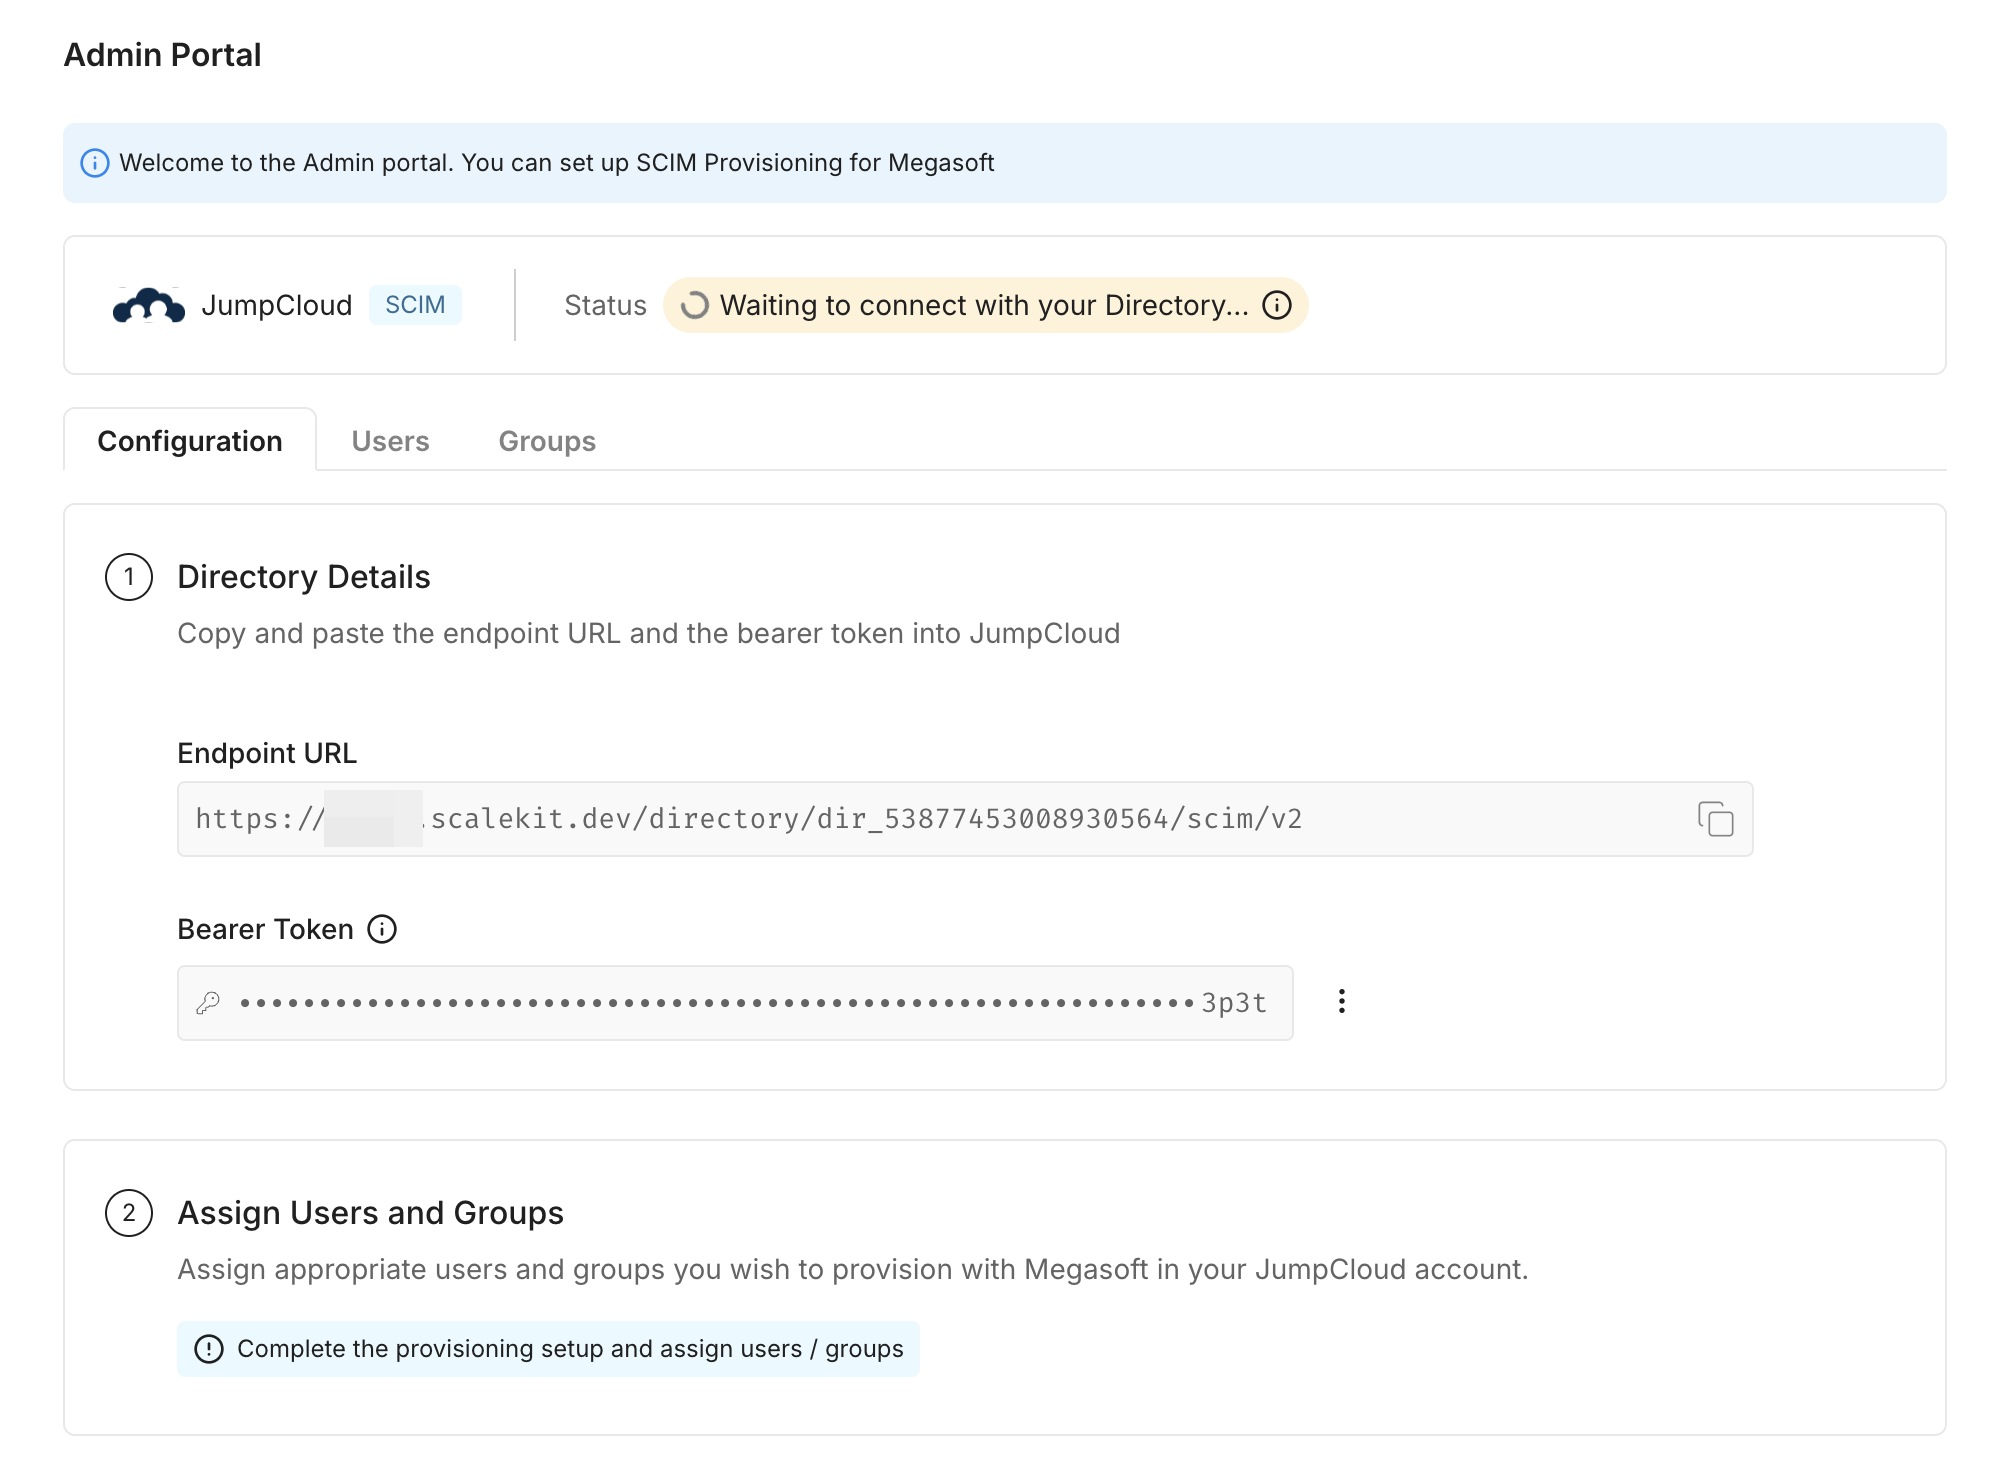 Admin Portal
Welcome to the Admin portal. You can set up SCIM Provisioning for Megasoft
JumpCloud SCIM Status Waiting to connect with your Directory...
Configuration Users Groups
1 Directory Details
Copy and paste the endpoint URL and the bearer token into JumpCloud
Endpoint URL
https:// .scalekit.dev/directory/dir_53877453008930564/scim/v2
Bearer Token
••••••••••••••••••••••••••••••••••••••••••••••••••••••••••••3p3t
2 Assign Users and Groups
Assign appropriate users and groups you wish to provision with Megasoft in your JumpCloud account.
Complete the provisioning setup and assign users / groups